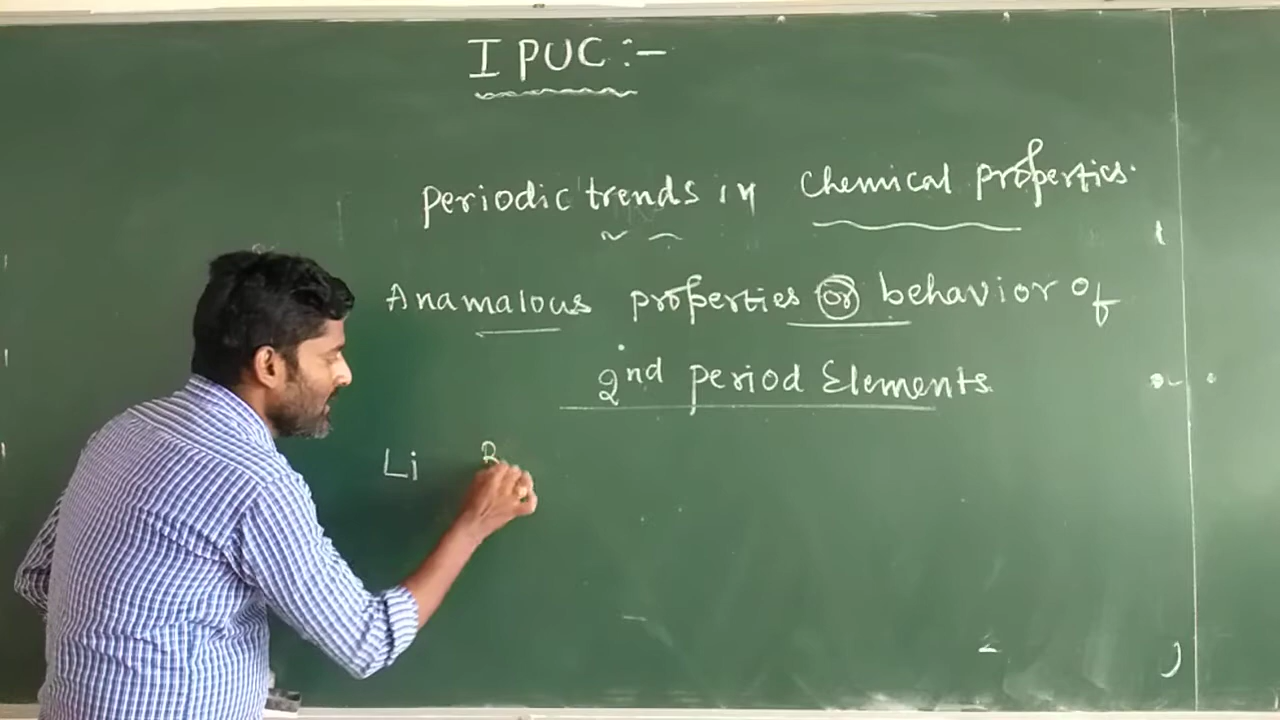 I PUC :-
Periodic trends in Chemical properties.
Anamalous properties or behavior of
2nd period Elements.
Li B